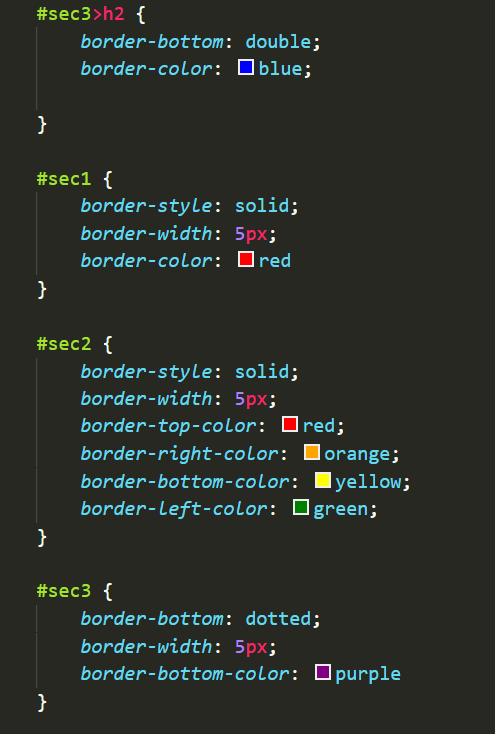 #sec3>h2 {
border-bottom: double;
border-color: blue;
}
#sec1 {
border-style: solid;
border-width: 5px;
border-color: red
}
#sec2 {
border-style: solid;
border-width: 5px;
border-top-color: red;
border-right-color: orange;
border-bottom-color: yellow;
border-left-color: green;
}
#sec3 {
border-bottom: dotted;
border-width: 5px;
border-bottom-color: purple
}